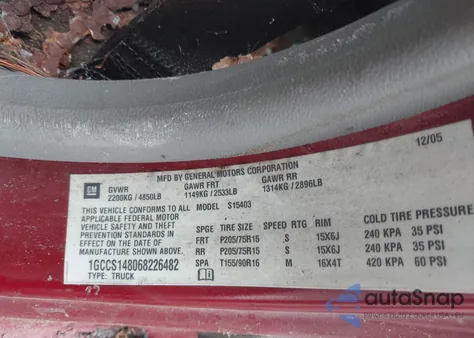 12/05
MFD BY GENERAL MOTORS CORPORATION
GM GVWR GAWR FRT GAWR RR
2200KG / 4850LB 1149KG / 2533LB 1314KG / 2896LB
THIS VEHICLE CONFORMS TO ALL MODEL S15403
APPLICABLE FEDERAL MOTOR
VEHICLE SAFETY AND THEFT
PREVENTION STANDARDS IN
EFFECT ON THE DATE OF
MANUFACTURE SHOWN ABOVE.
1GCCS148068226482
TYPE: TRUCK
SPGE TIRE SIZE SPEED RTG RIM COLD TIRE PRESSURE
FRT P205/75R15 S 15X6J 240 KPA 35 PSI
RR P205/75R15 S 15X6J 240 KPA 35 PSI
SPA T155/90R16 M 16X4T 420 KPA 60 PSI
autoSnap
POWERED BY